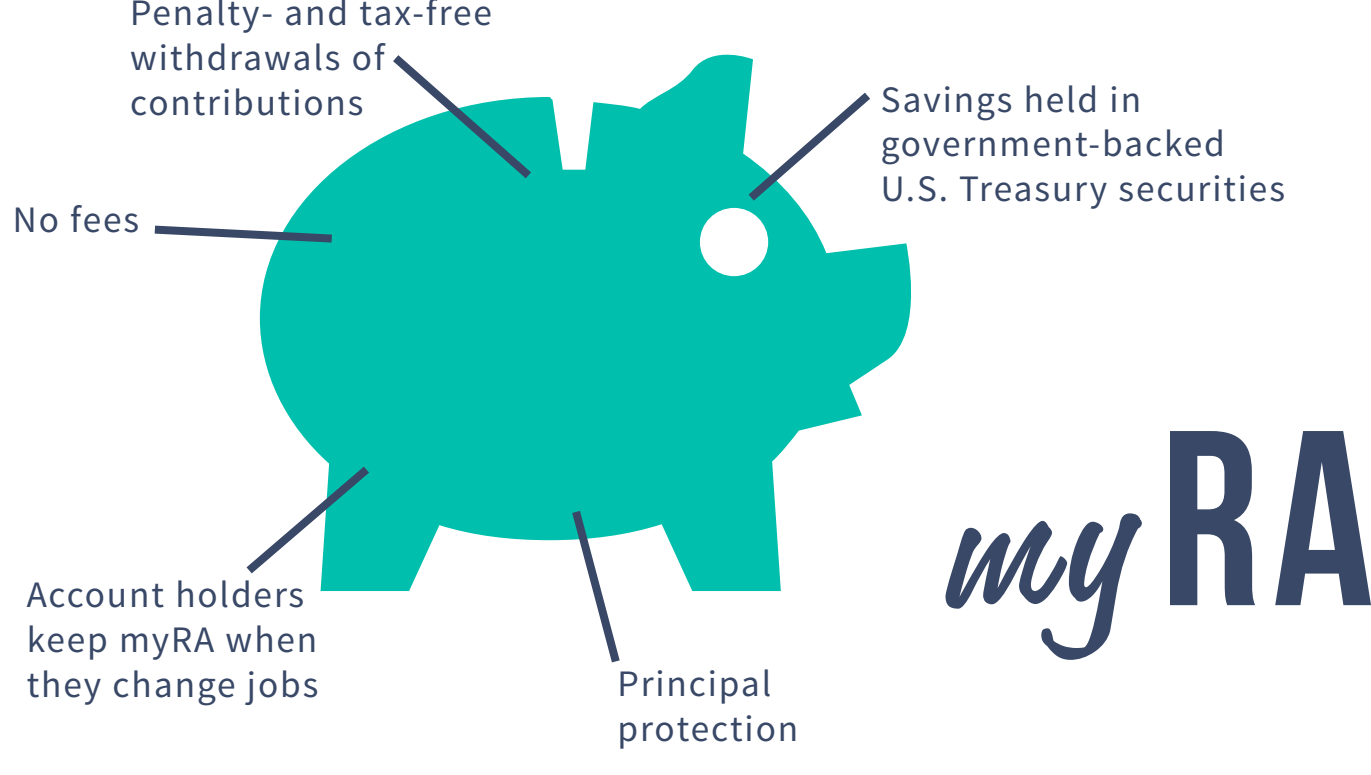 Penalty- and tax-free
withdrawals of
contributions
Savings held in
government-backed
U.S. Treasury securities
No fees
myRA
Account holders
keep myRA when
they change jobs
Principal
protection